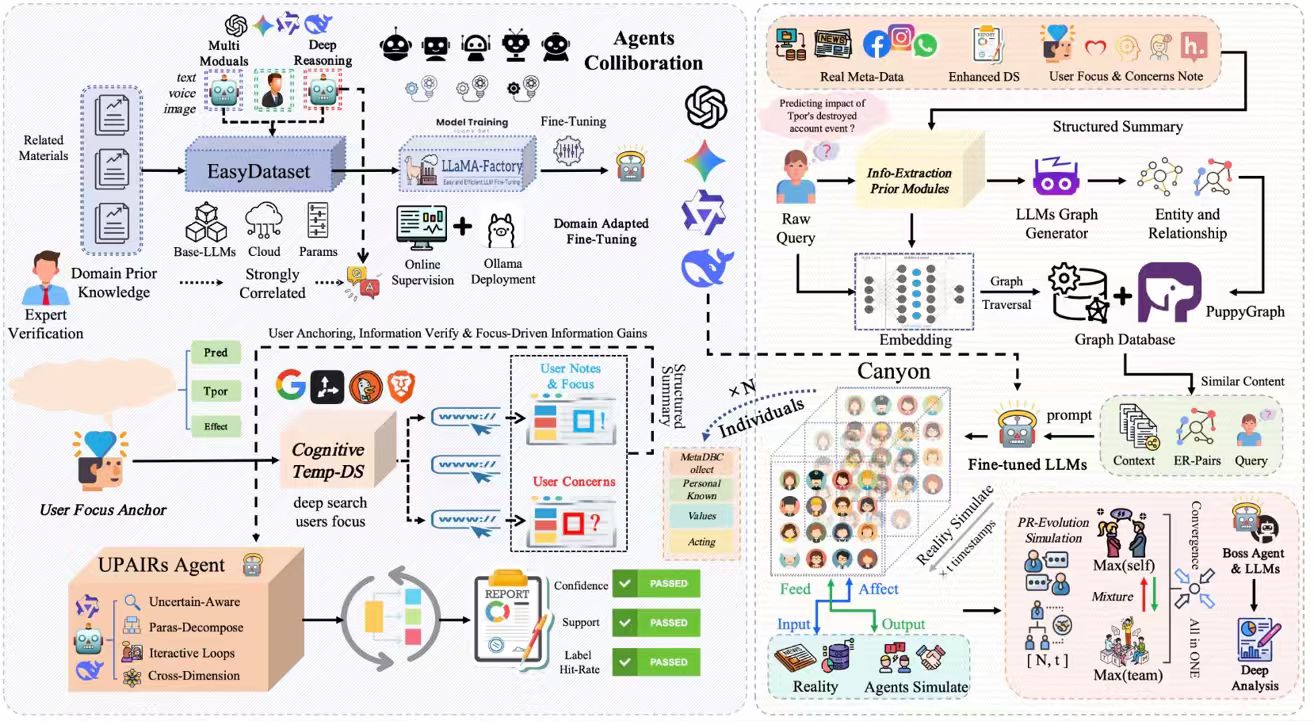 Multi
Moduals
Deep
Reasoning
text
voice
image
Agents
Colliboration
Related
Materials
EasyDataset
Model Training
Fine-Tuning
LLaMA-Factory
Easy and Efficient LLM Fine-Tuning
Base-LLMs
Cloud
Params
Online
Supervision
Ollama
Deployment
Domain Adapted
Fine-Tuning
Domain Prior
Knowledge
Strongly
Correlated
Q
A
Expert
Verification
User Anchoring, Information Verify & Focus-Driven Information Gains
Pred
Tpor
Effect
User Focus Anchor
Cognitive
Temp-DS
deep search
users focus
www://
www://
www://
User Notes
& Focus
User Concerns
Structured
Summary
UPAIRs Agent
Uncertain-Aware
Paras-Decompose
Iteractive Loops
Cross-Dimension
REPORT
Confidence
PASSED
Support
PASSED
Label
Hit-Rate
PASSED
NEWS
REPORT
h.
Real Meta-Data
Enhanced DS
User Focus & Concerns Note
Predicting impact of
Tpor's destroyed
account event ?
Structured Summary
Raw
Query
Info-Extraction
Prior Modules
LLMs Graph
Generator
Entity and
Relationship
Embedding
Graph
Traversal
Graph Database
PuppyGraph
Similar Content
Canyon
× N
Individuals
MetaDBC
ollect
Personal
Known
Values
Acting
Fine-tuned LLMs
prompt
Context
ER-Pairs
Query
Reality Simulate
× t timestamps
Feed
Affect
Input
Output
NEWS
Reality
Agents Simulate
PR-Evolution
Simulation
[ N, t ]
Max(self)
Mixture
Max(team)
Convergence
All in ONE
Boss Agent
& LLMs
Deep
Analysis